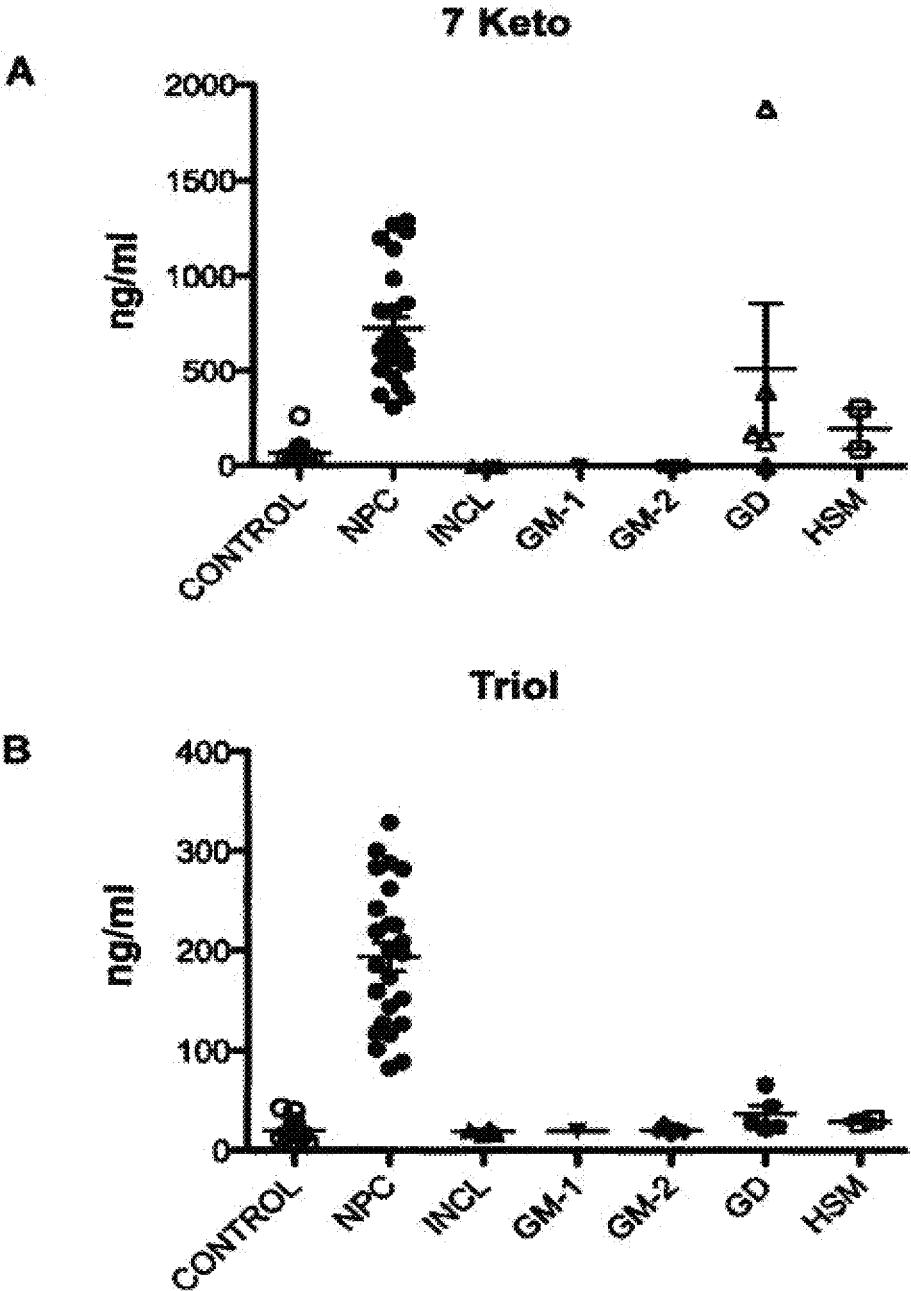 7 Keto
A
2000
1500
1000
500
0
ng/ml
CONTROL
NPC
INCL
GM-1
GM-2
GD
HSM
Triol
B
400
300
200
100
0
ng/ml
CONTROL
NPC
INCL
GM-1
GM-2
GD
HSM